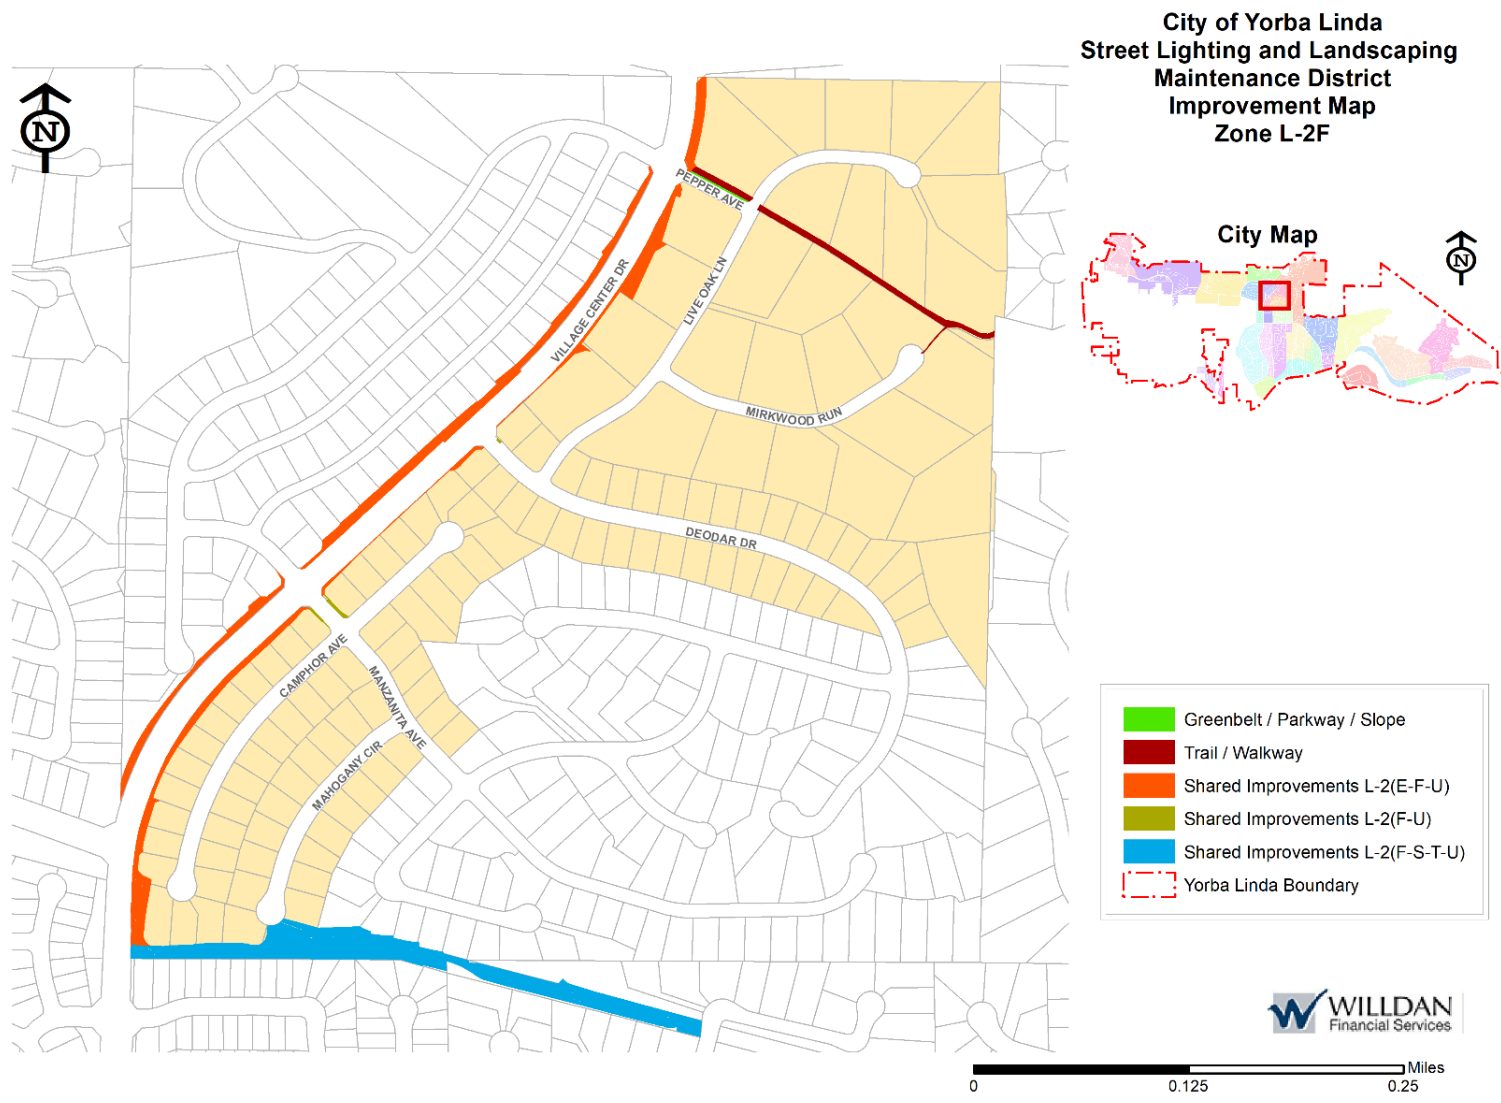 City of Yorba Linda
Street Lighting and Landscaping
Maintenance District
Improvement Map
Zone L-2F
N
City Map
N
PEPPER AVE
LIVE OAK LN
VILLAGE CENTER DR
MIRKWOOD RUN
DEODAR DR
CAMPHOR AVE
MANZANITA AVE
MAHOGANY CIR
Greenbelt / Parkway / Slope
Trail / Walkway
Shared Improvements L-2(E-F-U)
Shared Improvements L-2(F-U)
Shared Improvements L-2(F-S-T-U)
Yorba Linda Boundary
WILLDAN
Financial Services
Miles
0 0.125 0.25